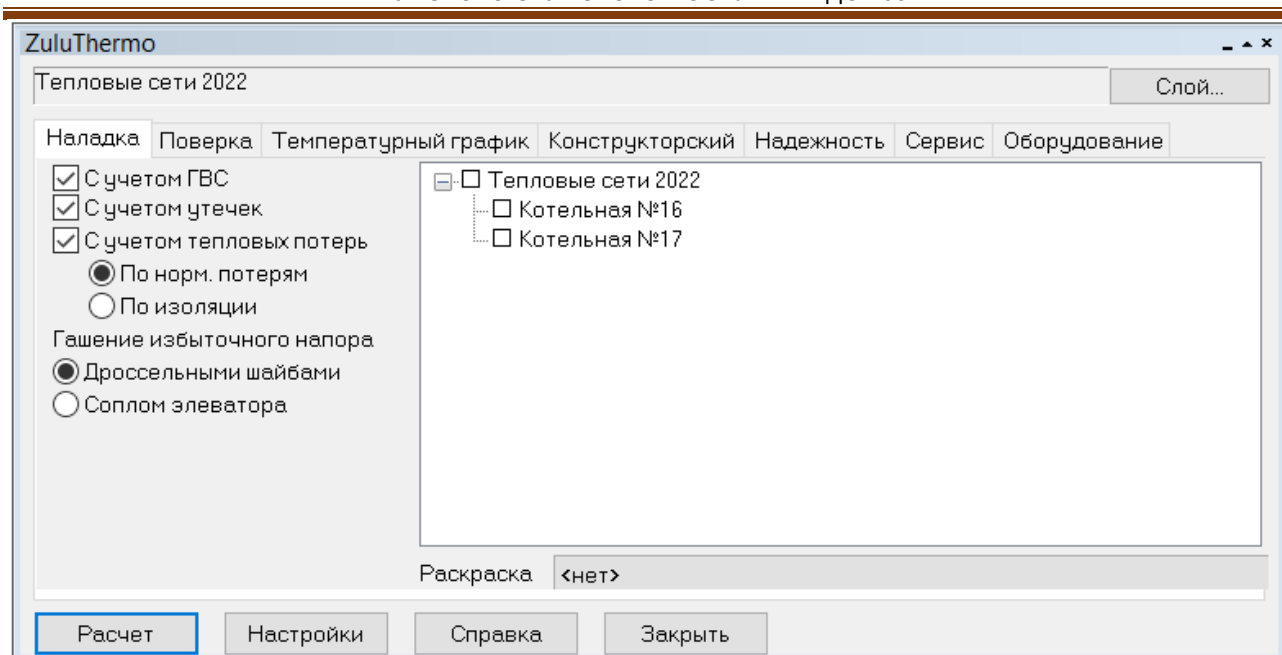 ZuluThermo
Тепловые сети 2022
Слой...
Наладка Поверка Температурный график Конструкторский Надежность Сервис Оборудование
С учетом ГВС
С учетом утечек
С учетом тепловых потерь
По норм. потерям
По изоляции
Гашение избыточного напора
Дроссельными шайбами
Соплом элеватора
Тепловые сети 2022
Котельная №16
Котельная №17
Раскраска <нет>
Расчет Настройки Справка Закрыть